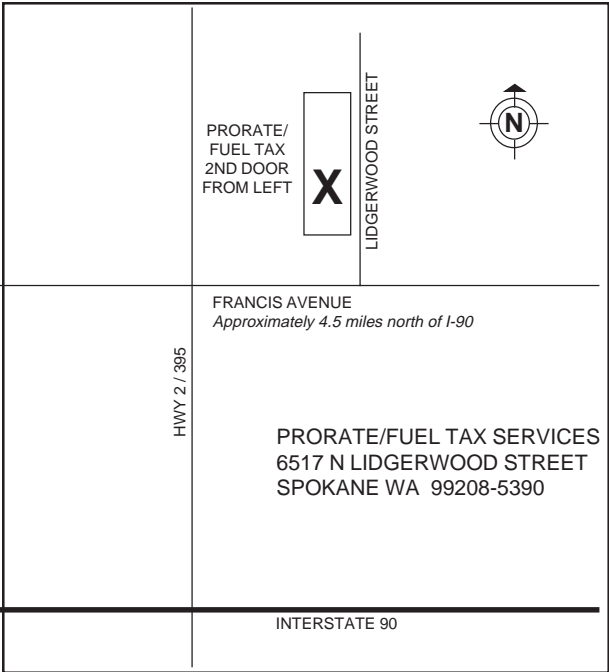 PRORATE/
FUEL TAX
2ND DOOR
FROM LEFT
X
LIDGERWOOD STREET
N
FRANCIS AVENUE
Approximately 4.5 miles north of I-90
HWY 2 / 395
PRORATE/FUEL TAX SERVICES
6517 N LIDGERWOOD STREET
SPOKANE WA 99208-5390
INTERSTATE 90